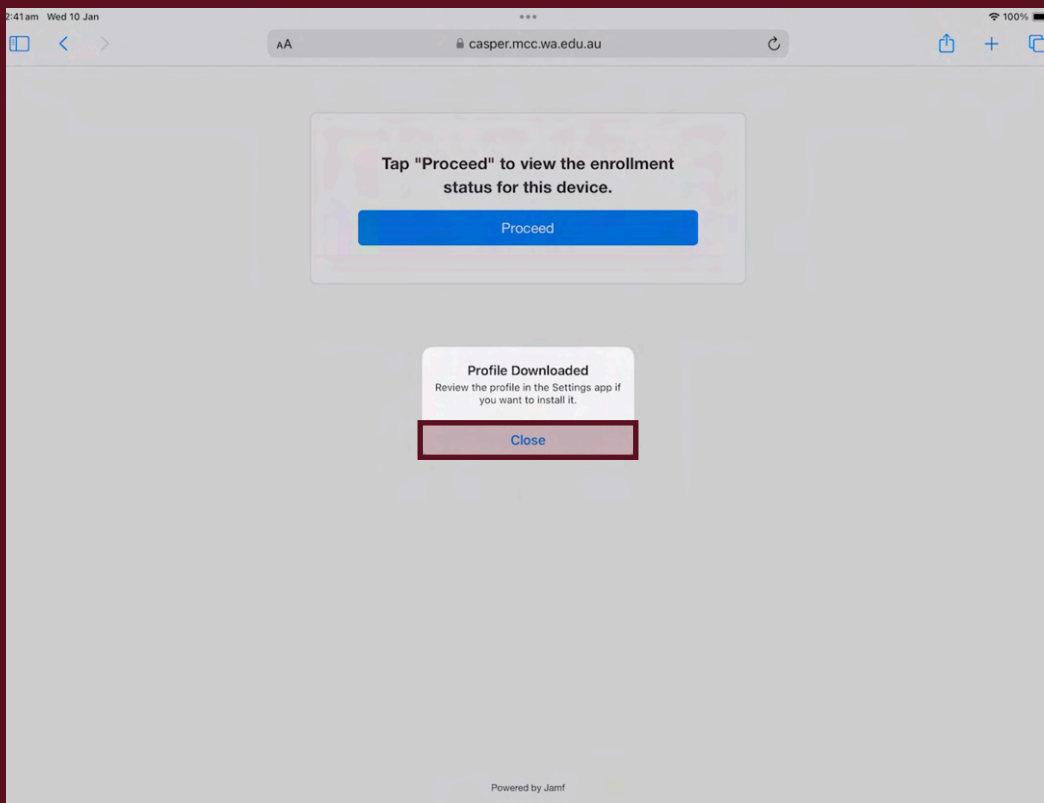 2:41 am Wed 10 Jan
100%
AA
casper.mcc.wa.edu.au
Tap "Proceed" to view the enrollment
status for this device.
Proceed
Profile Downloaded
Review the profile in the Settings app if
you want to install it.
Close
Powered by Jamf